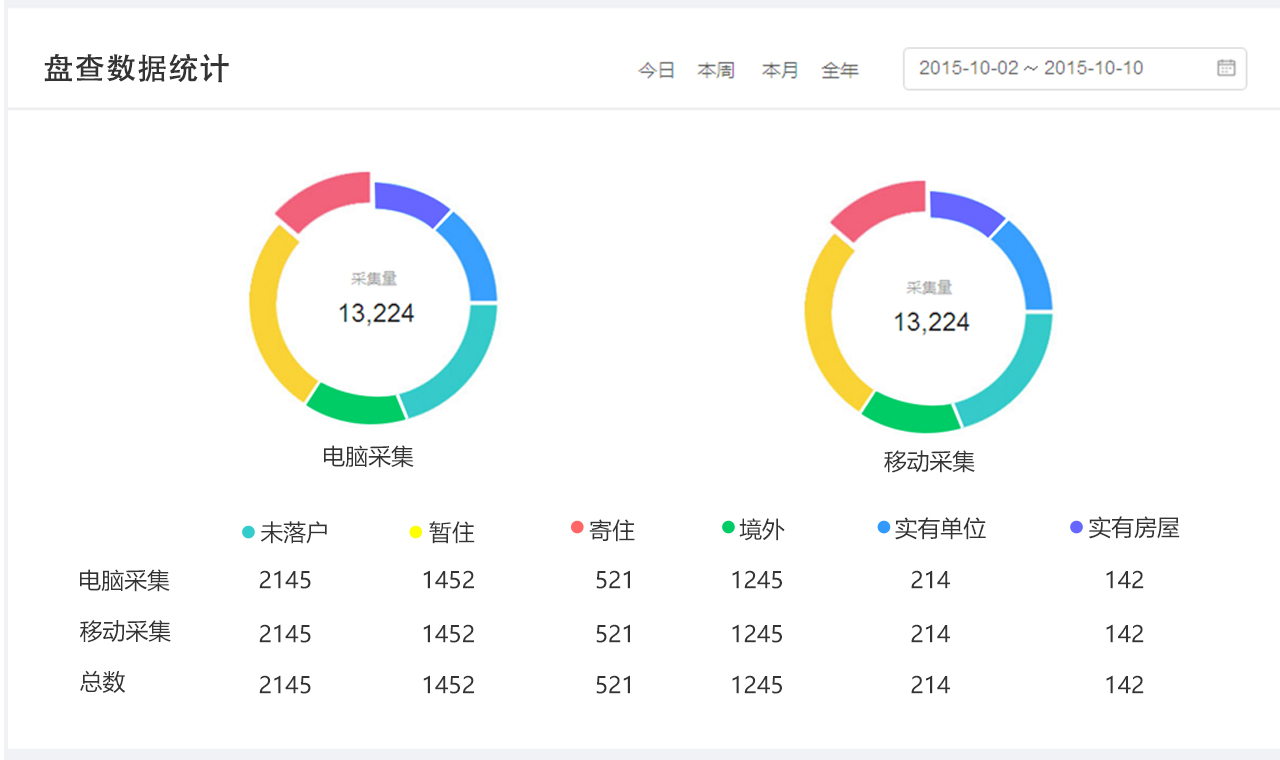 盘查数据统计
今日 本周 本月 全年 2015-10-02 ~ 2015-10-10
采集量
13,224
电脑采集
采集量
13,224
移动采集
未落户 暂住 寄住 境外 实有单位 实有房屋
电脑采集 2145 1452 521 1245 214 142
移动采集 2145 1452 521 1245 214 142
总数 2145 1452 521 1245 214 142